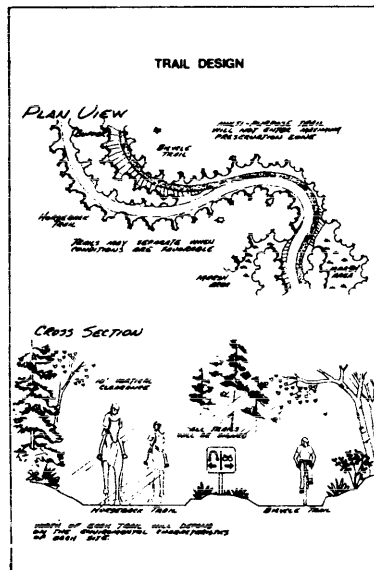 TRAIL DESIGN
PLAN VIEW
MULTI-PURPOSE TRAIL
WILL NOT ENTER MAXIMUM
PRESERVATION ZONE
BICYCLE
TRAIL
HORSEBACK
TRAIL
TRAILS MAY SEPARATE WHEN
CONDITIONS ARE FAVORABLE
MARSH
AREA
MARSH
AREA
CROSS SECTION
10' VERTICAL
CLEARANCE
ALL TRAILS
WILL BE SIGNED
HORSEBACK TRAIL
BICYCLE TRAIL
WIDTH OF EACH TRAIL WILL DEPEND
ON THE ENVIRONMENTAL CHARACTERISTICS
OF EACH SITE.